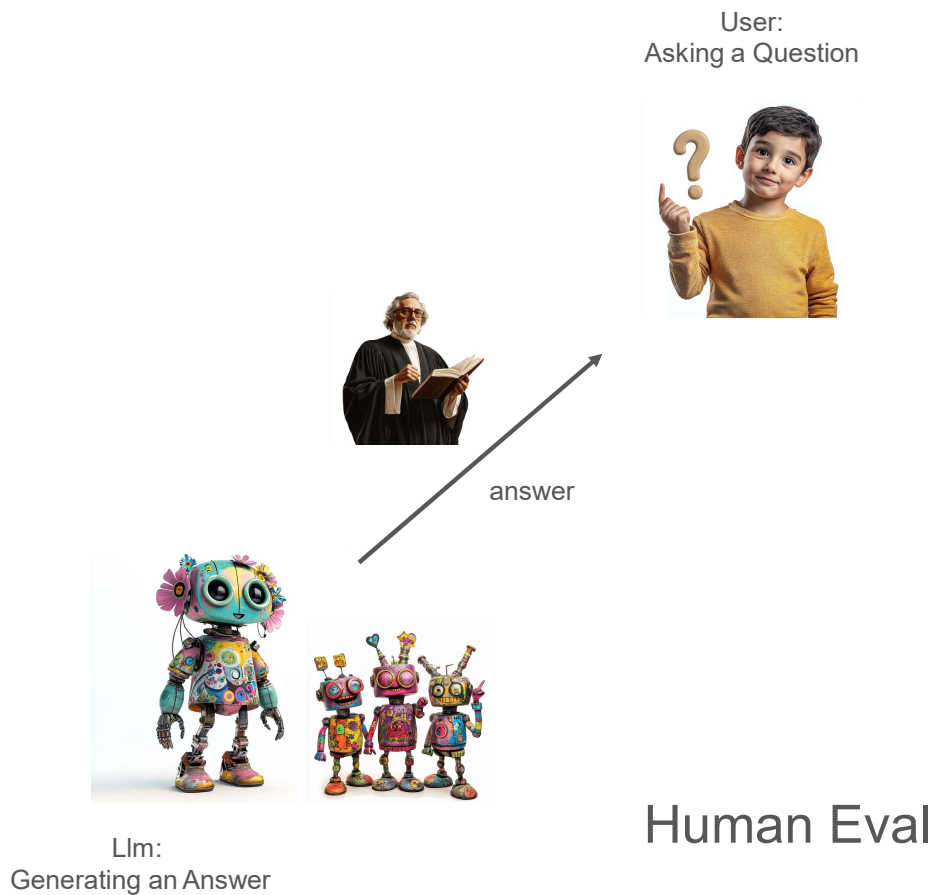 User:
Asking a Question
answer
Human Eval
Llm:
Generating an Answer